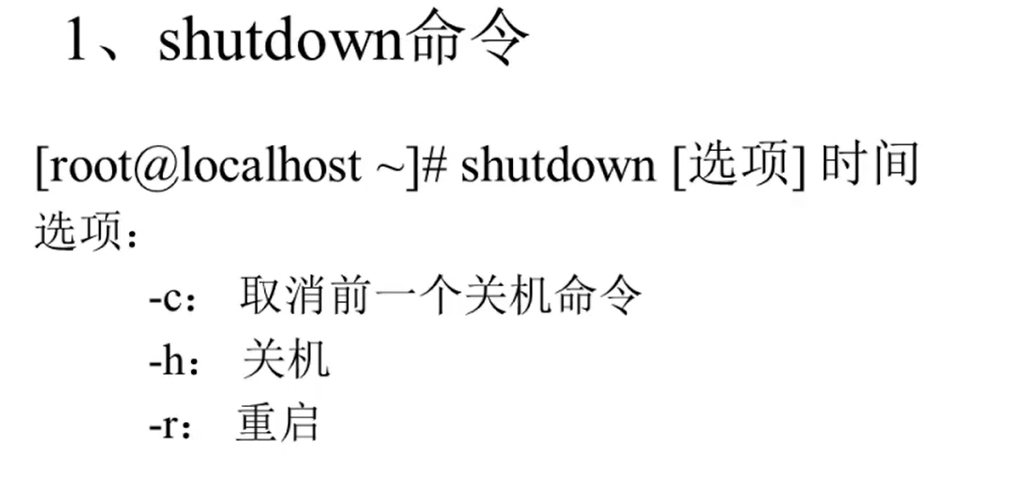 1、shutdown命令
[root@localhost ~]# shutdown [选项] 时间
选项：
-c： 取消前一个关机命令
-h： 关机
-r： 重启